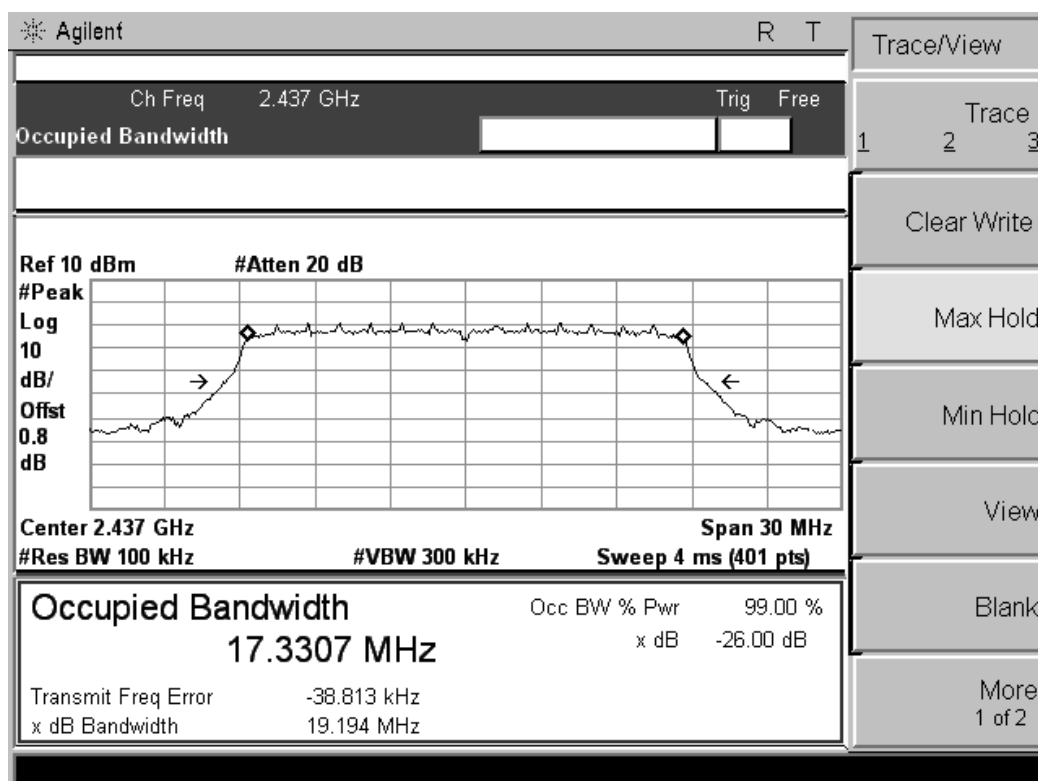 Agilent R T
Trace/View
Ch Freq 2.437 GHz Trig Free
Occupied Bandwidth
Trace
1 2 3
Clear Write
Max Hold
Min Hold
View
Blank
More
1 of 2
Ref 10 dBm #Atten 20 dB
#Peak
Log
10
dB/
Offst
0.8
dB
Center 2.437 GHz Span 30 MHz
#Res BW 100 kHz #VBW 300 kHz Sweep 4 ms (401 pts)
Occupied Bandwidth
17.3307 MHz
Occ BW % Pwr 99.00 %
x dB -26.00 dB
Transmit Freq Error -38.813 kHz
x dB Bandwidth 19.194 MHz